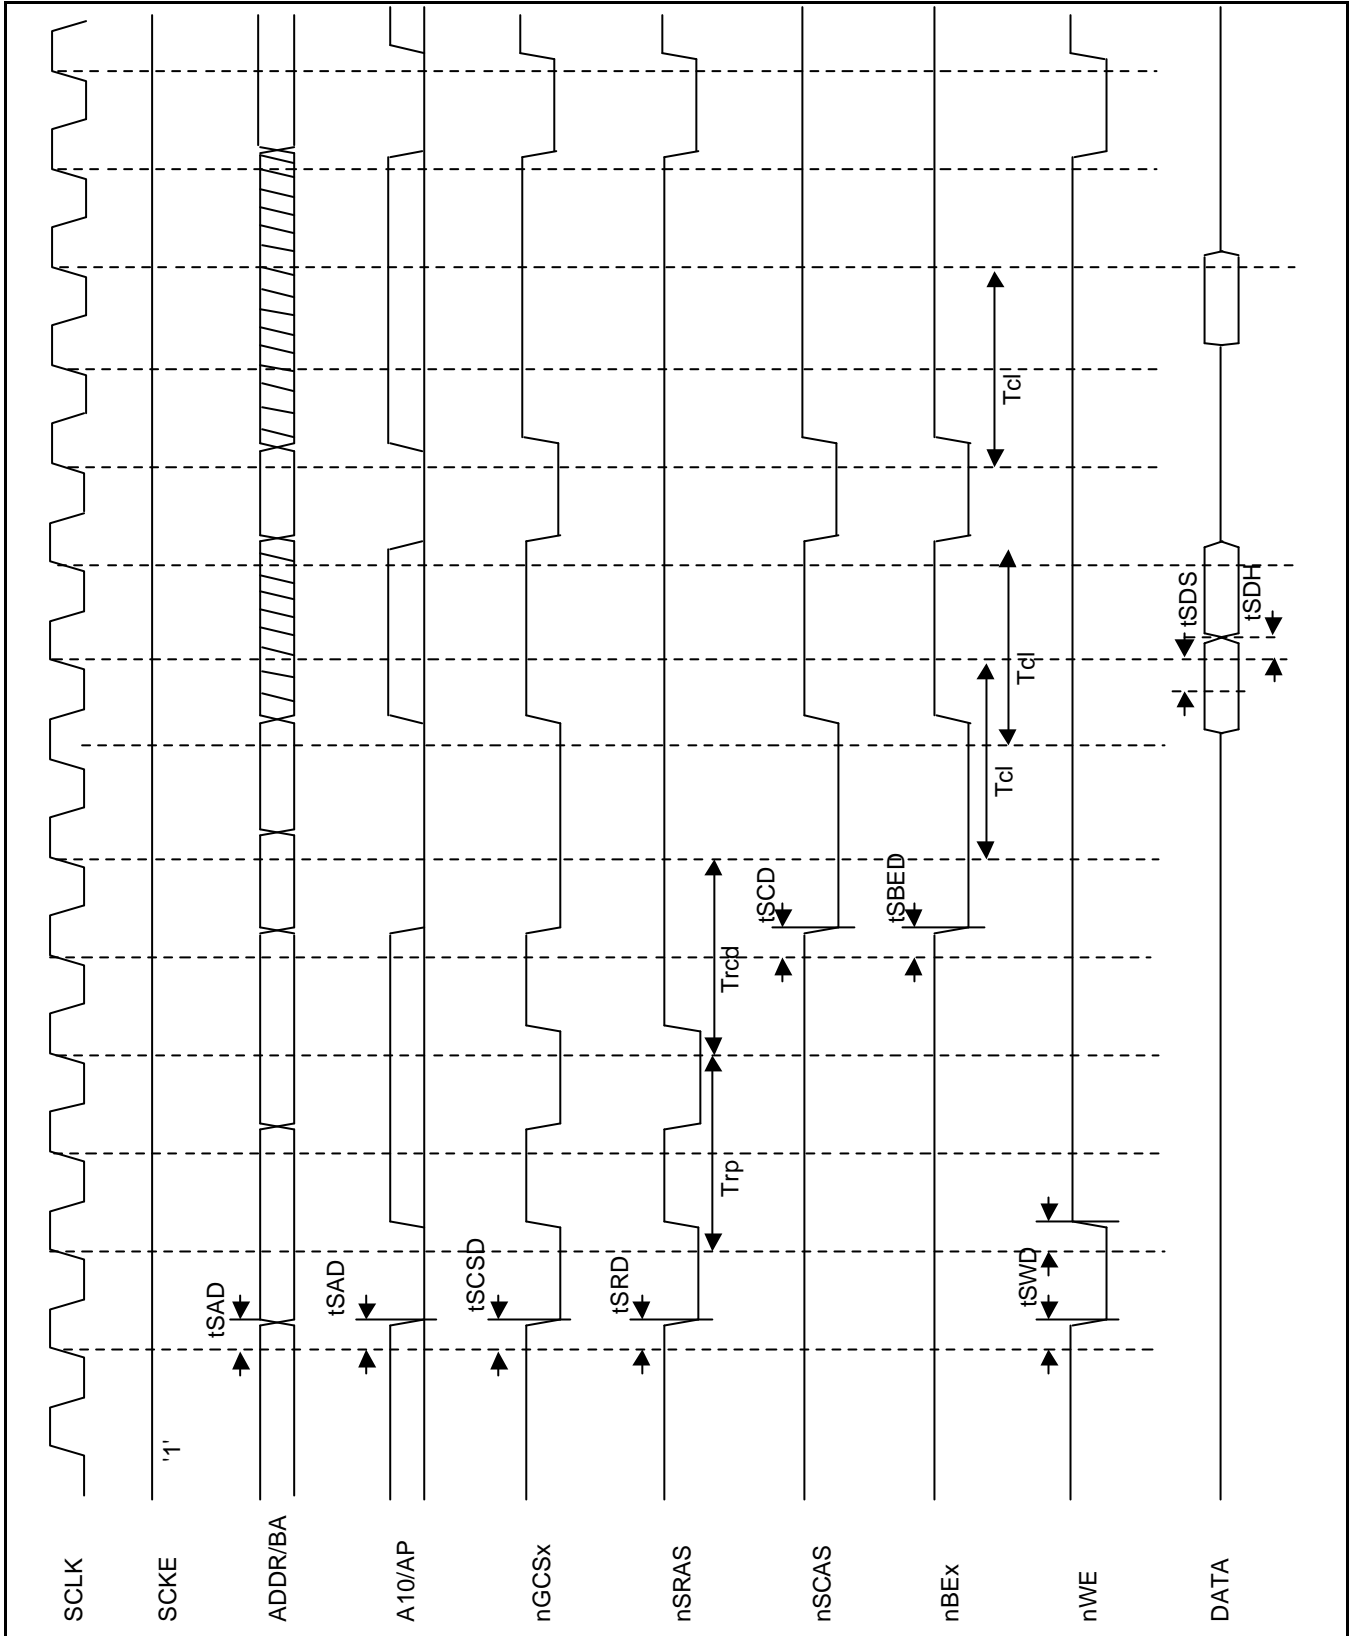 SCLK
SCKE
'1'
ADDR/BA
tSAD
A10/AP
tSAD
nGCSx
tSCSD
nSRAS
tSRD
Trp
Trcd
nSCAS
tSCD
nBEx
tSBED
Tcl
Tcl
Tcl
nWE
tSWD
DATA
tSDS
tSDH